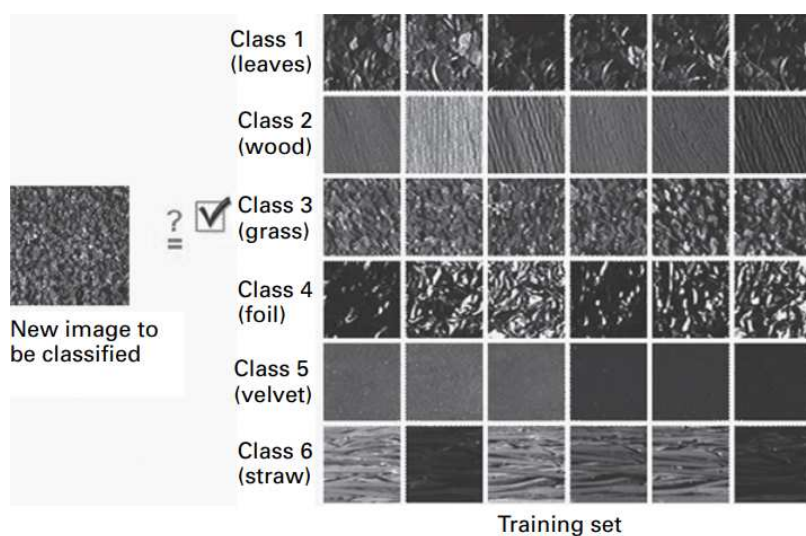 Class 1
(leaves)
Class 2
(wood)
?
=
Class 3
(grass)
Class 4
(foil)
New image to
be classified
Class 5
(velvet)
Class 6
(straw)
Training set